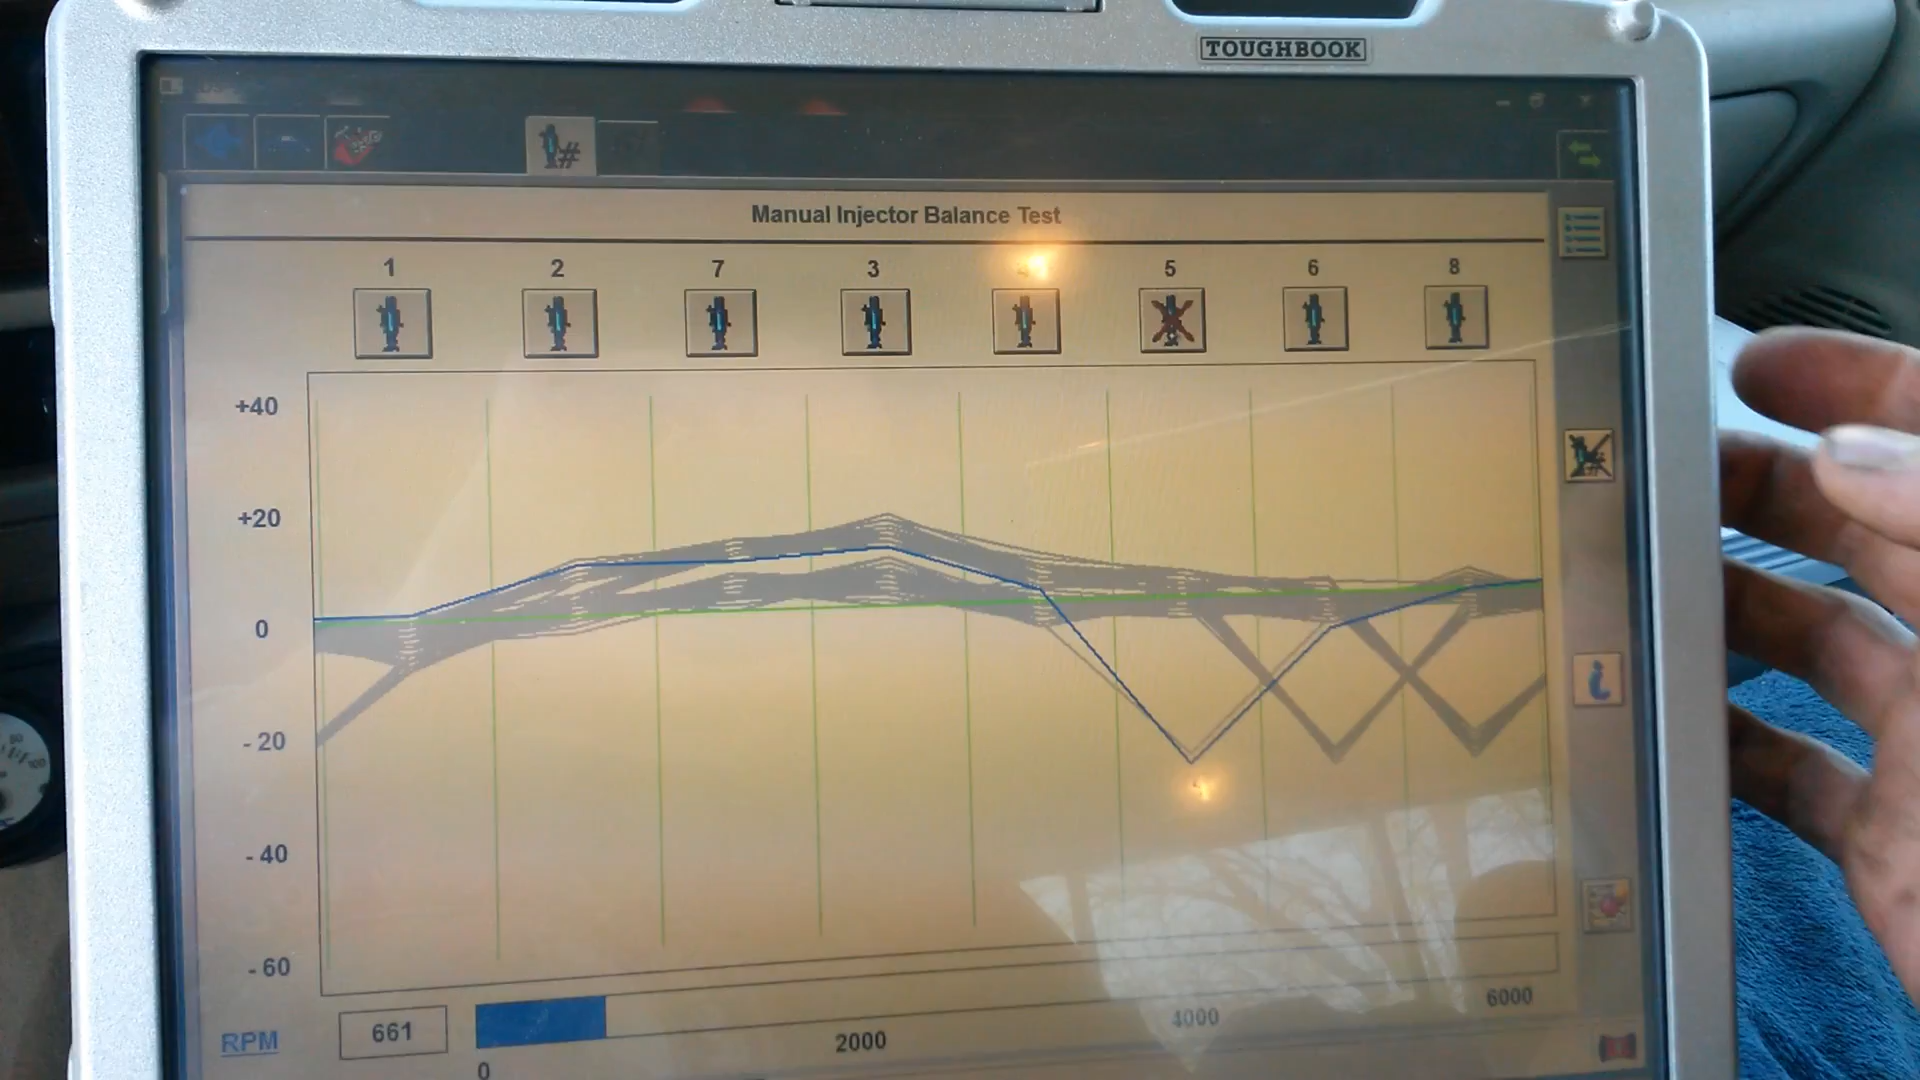 TOUGHBOOK
#
Manual Injector Balance Test
1 2 7 3 5 6 8
+40
+20
0
- 20
- 40
- 60
RPM 661
0 2000 4000 6000